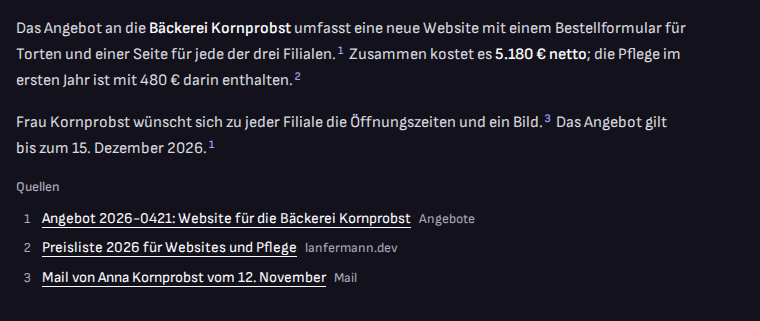 Das Angebot an die Bäckerei Kornprobst umfasst eine neue Website mit einem Bestellformular für
Torten und einer Seite für jede der drei Filialen.¹ Zusammen kostet es 5.180 € netto; die Pflege im
ersten Jahr ist mit 480 € darin enthalten.²
Frau Kornprobst wünscht sich zu jeder Filiale die Öffnungszeiten und ein Bild.³ Das Angebot gilt
bis zum 15. Dezember 2026.¹
Quellen
1 Angebot 2026-0421: Website für die Bäckerei Kornprobst Angebote
2 Preisliste 2026 für Websites und Pflege lanfermann.dev
3 Mail von Anna Kornprobst vom 12. November Mail